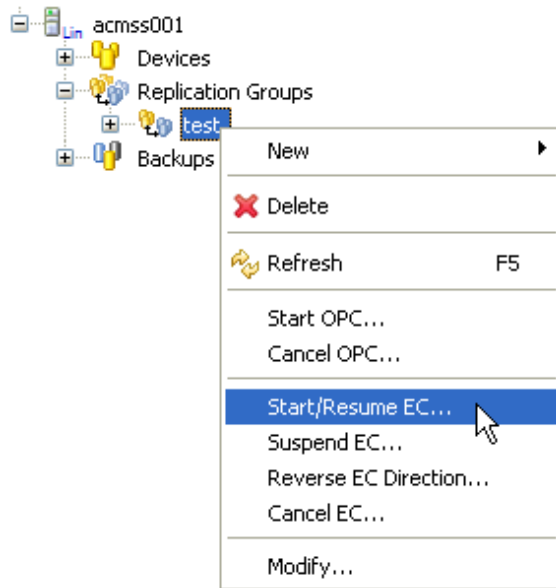 Lin acmss001
Devices
Replication Groups
test
Backups
New
Delete
Refresh F5
Start OPC...
Cancel OPC...
Start/Resume EC...
Suspend EC...
Reverse EC Direction...
Cancel EC...
Modify...